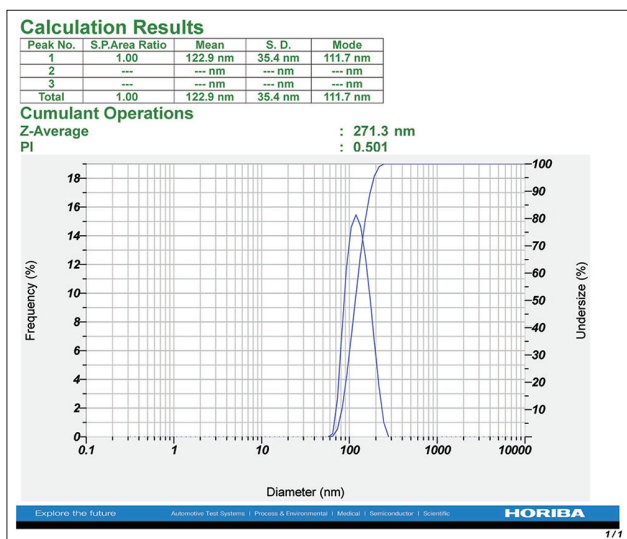 Calculation Results
Peak No. S.P.Area Ratio Mean S. D. Mode
1 1.00 122.9 nm 35.4 nm 111.7 nm
2 --- --- nm --- nm --- nm
3 --- --- nm --- nm --- nm
Total 1.00 122.9 nm 35.4 nm 111.7 nm
Cumulant Operations
Z-Average : 271.3 nm
PI : 0.501
Frequency (%)
18
16
14
12
10
8
6
4
2
0
100
90
80
70
60
50
40
30
20
10
Undersize (%)
0.1 1 10 100 1000 10000
Diameter (nm)
Explore the future Automotive Test Systems | Process & Environmental | Medical | Semiconductor | Scientific HORIBA
1 / 1